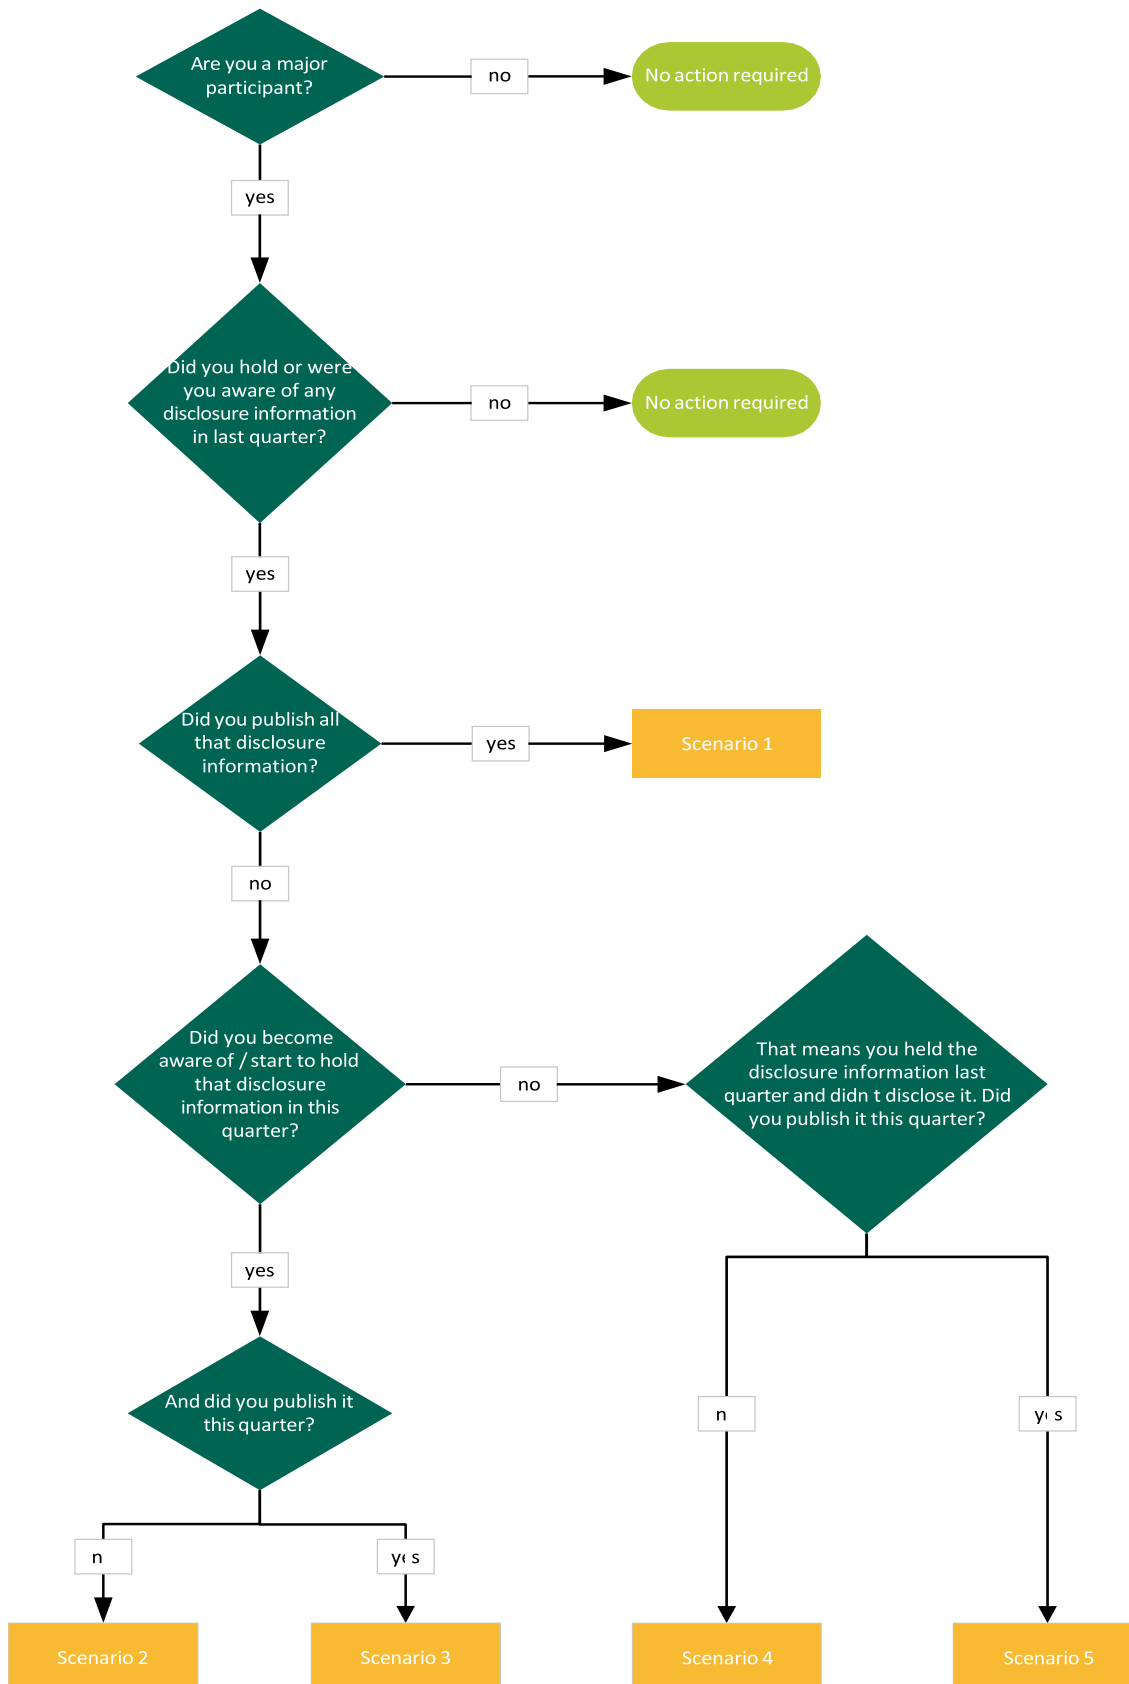 Are you a major
participant?
no
No action required
yes
Did you hold or were
you aware of any
disclosure information
in last quarter?
no
No action required
yes
Did you publish all
that disclosure
information?
yes
Scenario 1
no
Did you become
aware of / start to hold
that disclosure
information in this
quarter?
no
That means you held the
disclosure information last
quarter and didn t disclose it. Did
you publish it this quarter?
yes
And did you publish it
this quarter?
n
yes
n
yes
Scenario 2
Scenario 3
Scenario 4
Scenario 5